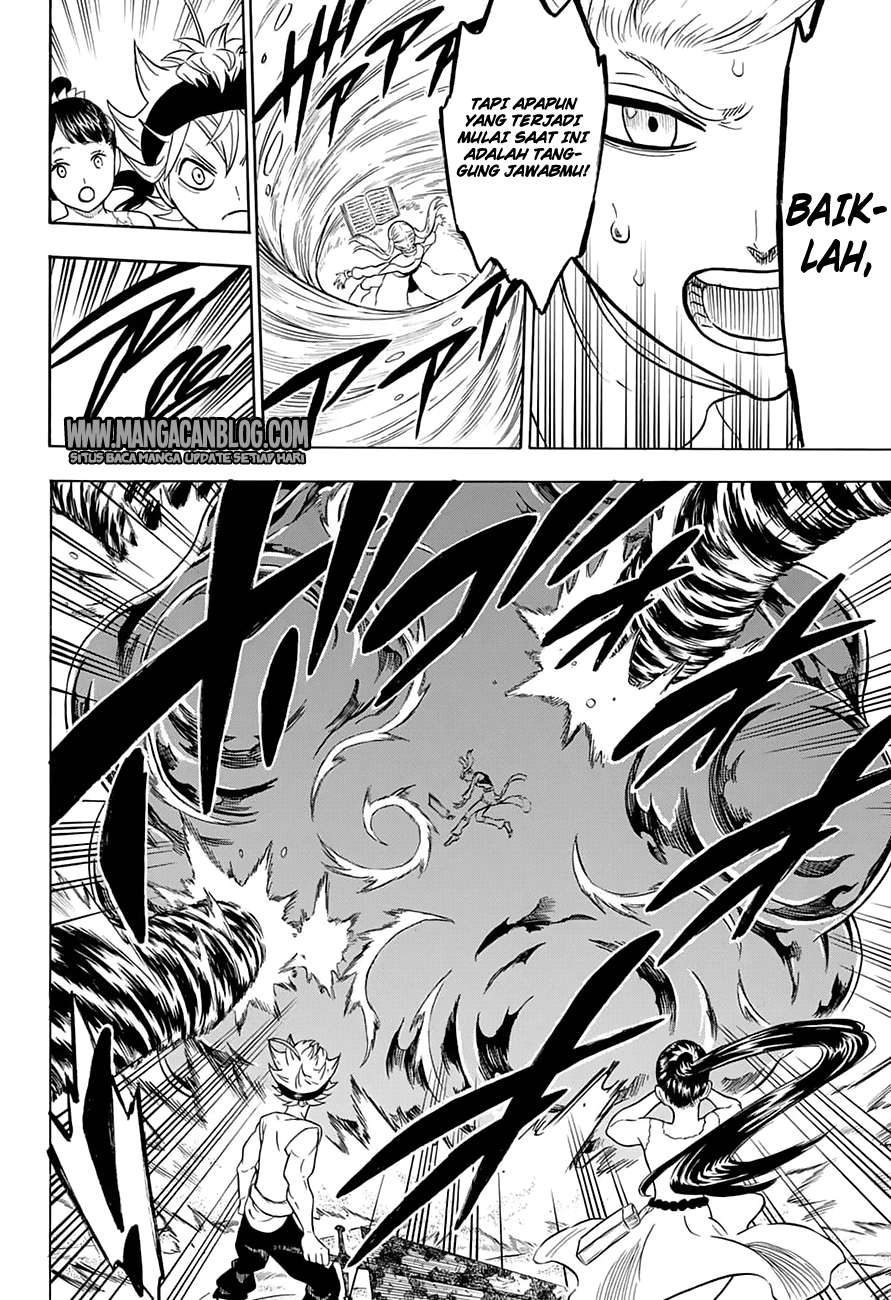 BAIK-
LAH,
TAPI APAPUN
YANG TERJADI
MULAI SAAT INI
ADALAH TANG-
GUNG JAWABMU!
WWW.MANGACANBLOG.COM
SITUS BACA MANGA UPDATE SETIAP HARI